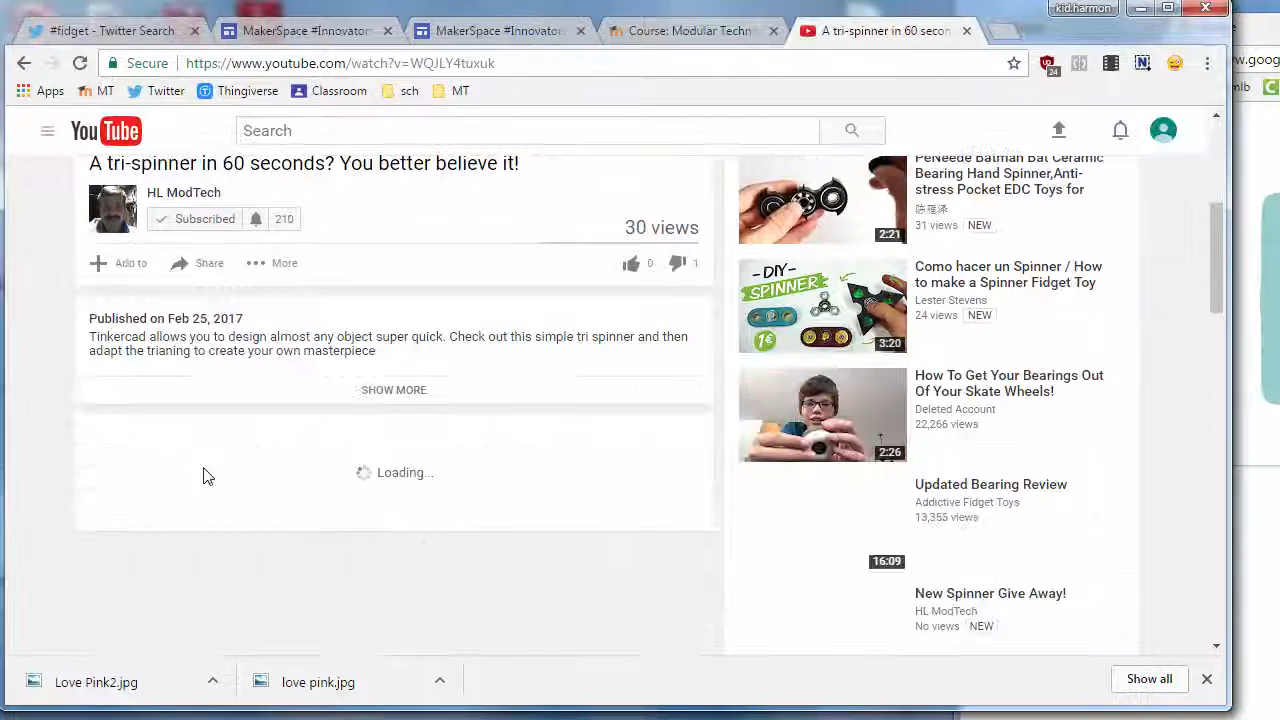 kid.harmon
#fidget - Twitter Search
MakerSpace #Innovator
MakerSpace #Innovator
Course: Modular Techn
A tri-spinner in 60 secon
Secure
https://www.youtube.com/watch?v=WQJLY4tuxuk
24
Apps
MT
Twitter
Thingiverse
Classroom
sch
MT
YouTube
Search
A tri-spinner in 60 seconds? You better believe it!
HL ModTech
Subscribed
210
30 views
Add to
Share
More
0
1
Published on Feb 25, 2017
Tinkercad allows you to design almost any object super quick. Check out this simple tri spinner and then
adapt the trianing to create your own masterpiece
SHOW MORE
Loading...
PeNeede Batman Bat Ceramic
Bearing Hand Spinner,Anti-
stress Pocket EDC Toys for
31 views NEW
2:21
-DIY-
SPINNER
1€
3:20
Como hacer un Spinner / How
to make a Spinner Fidget Toy
Lester Stevens
24 views NEW
How To Get Your Bearings Out
Of Your Skate Wheels!
Deleted Account
22,266 views
2:26
Updated Bearing Review
Addictive Fidget Toys
13,355 views
16:09
New Spinner Give Away!
HL ModTech
No views NEW
Love Pink2.jpg
love pink.jpg
Show all
w.goog
mlb